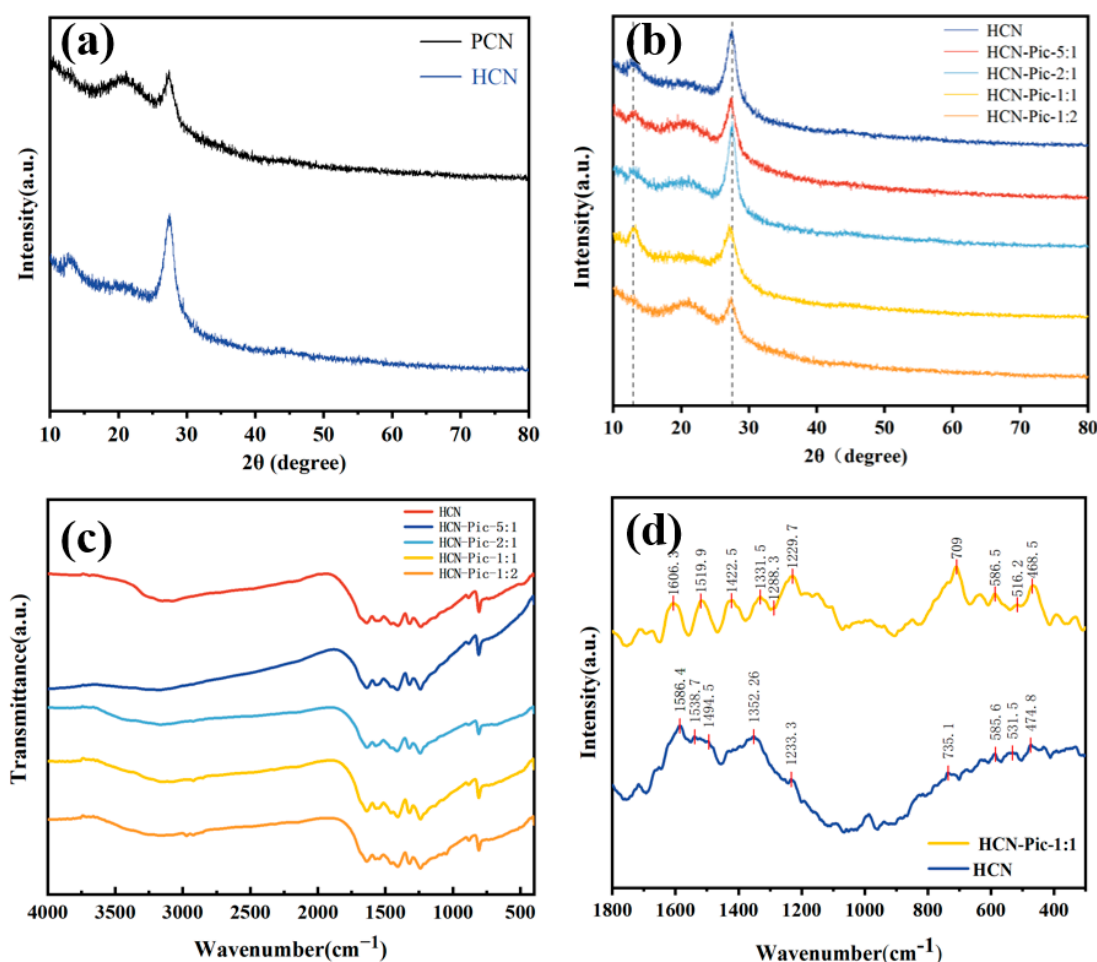 (a)
PCN
HCN
Intensity(a.u.)
10 20 30 40 50 60 70 80
2θ (degree)
(b)
HCN
HCN-Pic-5:1
HCN-Pic-2:1
HCN-Pic-1:1
HCN-Pic-1:2
Intensity(a.u.)
10 20 30 40 50 60 70 80
2θ（degree)
(c)
HCN
HCN-Pic-5:1
HCN-Pic-2:1
HCN-Pic-1:1
HCN-Pic-1:2
Transmittance(a.u.)
4000 3500 3000 2500 2000 1500 1000 500
Wavenumber(cm⁻¹)
(d)
1606.3 1519.9 1422.5 1331.5 1288.3 1229.7 709 586.5 516.2 468.5
1586.4 1538.7 1494.5 1352.26 1233.3 735.1 585.6 531.5 474.8
HCN-Pic-1:1
HCN
Intensity(a.u.)
1800 1600 1400 1200 1000 800 600 400
Wavenumber(cm-1)